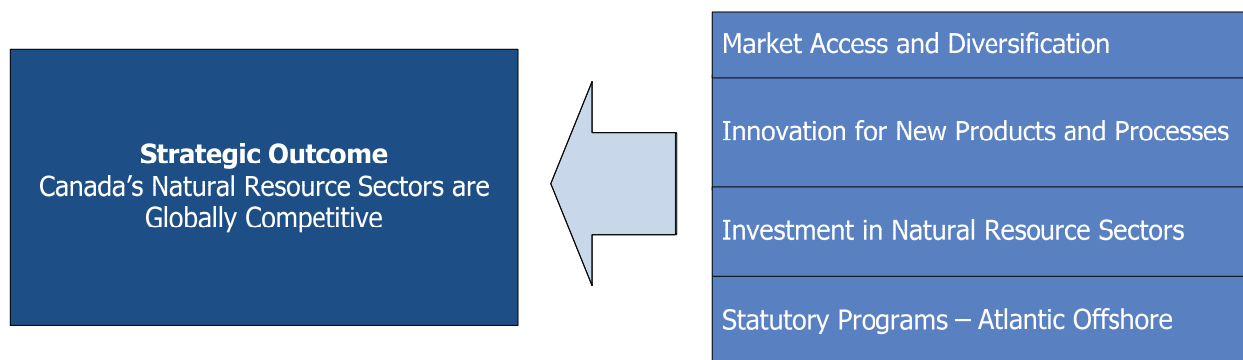 Strategic Outcome
Canada’s Natural Resource Sectors are
Globally Competitive
Market Access and Diversification
Innovation for New Products and Processes
Investment in Natural Resource Sectors
Statutory Programs – Atlantic Offshore